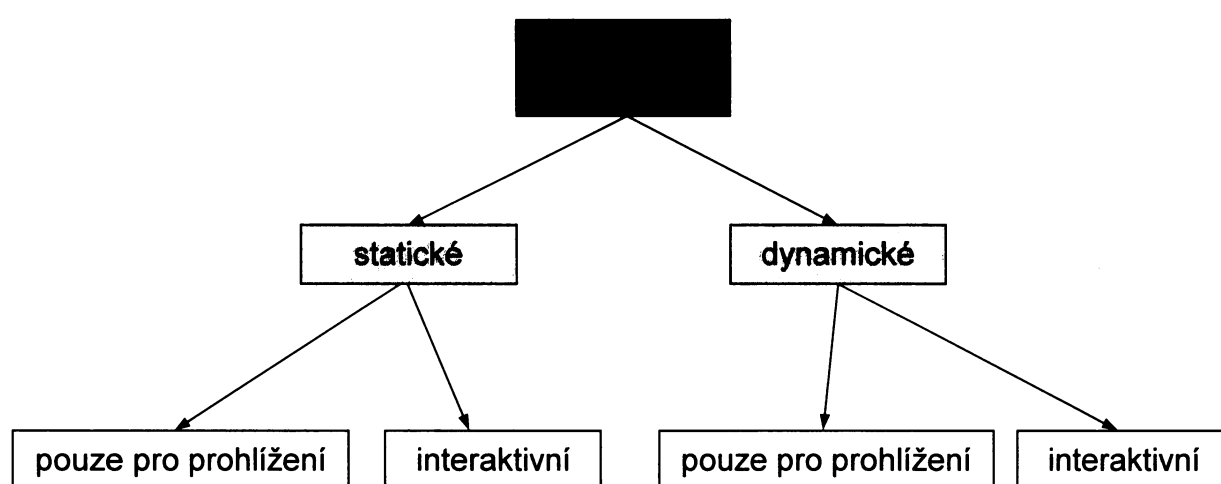 statické
dynamické
pouze pro prohlížení
interaktivní
pouze pro prohlížení
interaktivní